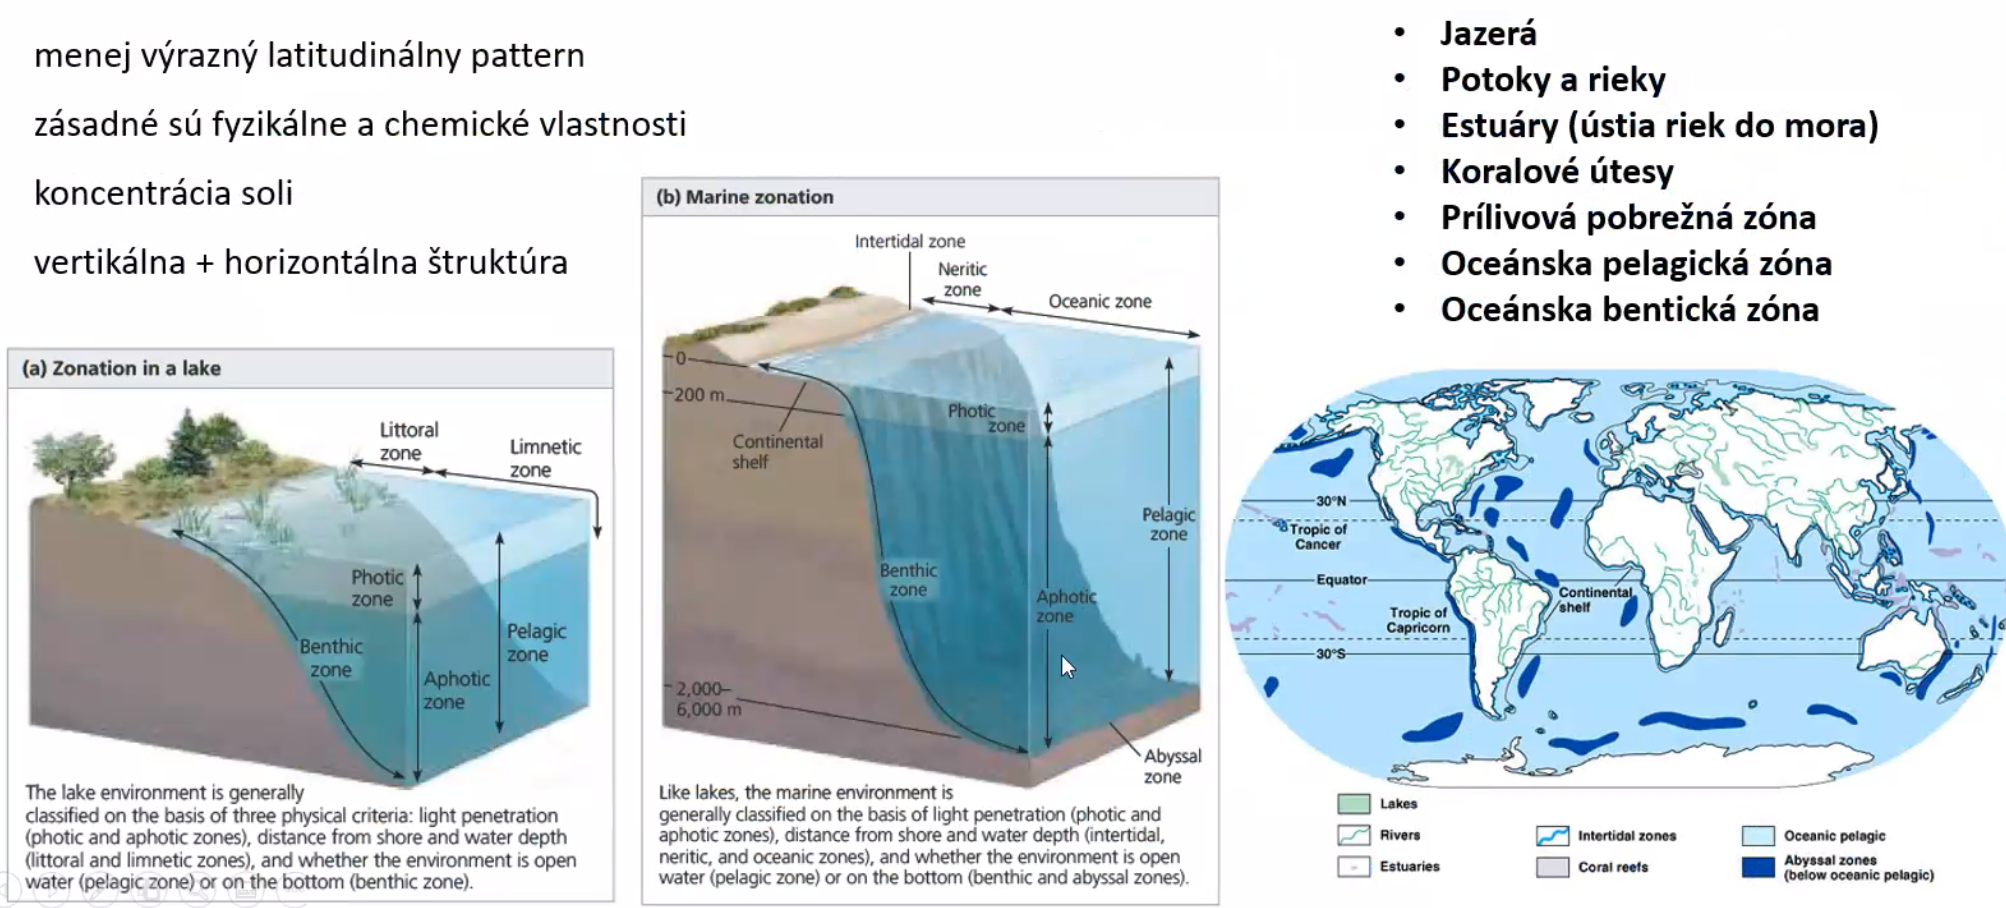 menej výrazný latitudinálny pattern
zásadné sú fyzikálne a chemické vlastnosti
koncentrácia soli
vertikálna + horizontálna štruktúra
• Jazerá
• Potoky a rieky
• Estuáry (ústia riek do mora)
• Koralové útesy
• Prílivová pobrežná zóna
• Oceánska pelagická zóna
• Oceánska bentická zóna
(a) Zonation in a lake
Littoral
zone
Limnetic
zone
Photic
zone
Benthic
zone
Pelagic
zone
Aphotic
zone
The lake environment is generally
classified on the basis of three physical criteria: light penetration
(photic and aphotic zones), distance from shore and water depth
(littoral and limnetic zones), and whether the environment is open
water (pelagic zone) or on the bottom (benthic zone).
(b) Marine zonation
Intertidal zone
Neritic
zone
Oceanic zone
0
200 m
Continental
shelf
Photic
zone
Pelagic
zone
Benthic
zone
Aphotic
zone
2,000–
6,000 m
Abyssal
zone
Like lakes, the marine environment is
generally classified on the basis of light penetration (photic and
aphotic zones), distance from shore and water depth (intertidal,
neritic, and oceanic zones), and whether the environment is open
water (pelagic zone) or on the bottom (benthic and abyssal zones).
30°N
Tropic of
Cancer
Equator
Continental
shelf
Tropic of
Capricorn
30°S
Lakes
Rivers
Estuaries
Intertidal zones
Coral reefs
Oceanic pelagic
Abyssal zones
(below oceanic pelagic)